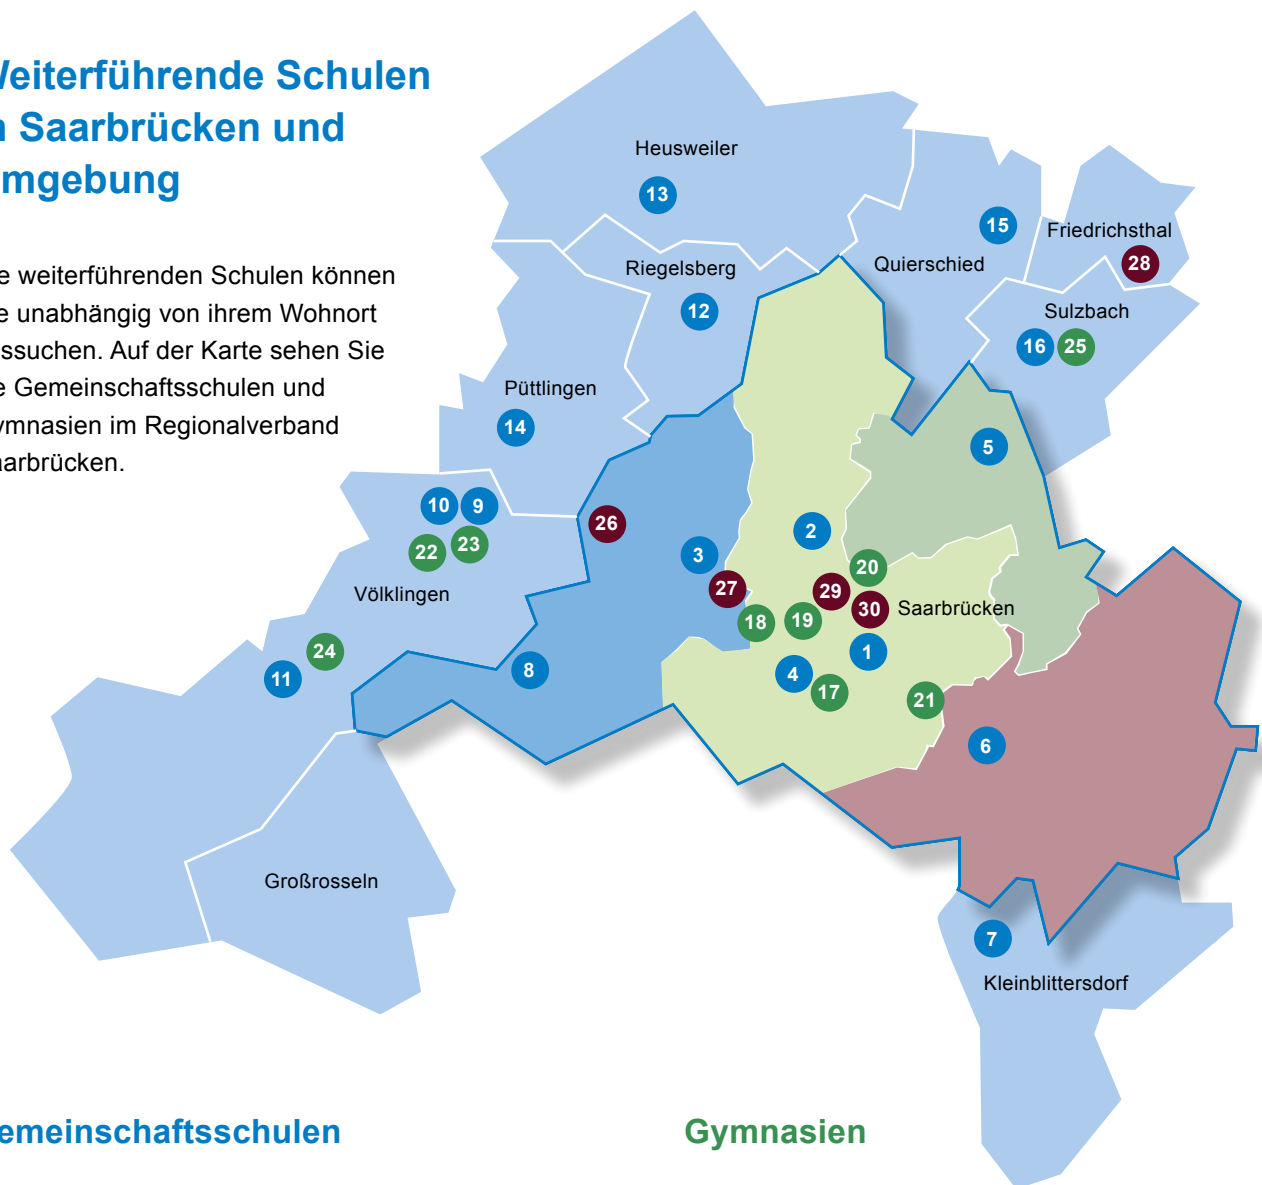 Weiterführende Schulen
n Saarbrücken und
mgebung
e weiterführenden Schulen können
e unabhängig von ihrem Wohnort
ssuchen. Auf der Karte sehen Sie
e Gemeinschaftsschulen und
ymnasien im Regionalverband
aarbrücken.
Heusweiler
13
15
Friedrichsthal
28
Riegelsberg
Quierschied
12
Sulzbach
16 25
Püttlingen
14
5
10 9
26
2
22 23
3
20
27
29
Völklingen
18
19
30
Saarbrücken
24
11
8
1
4
17
21
6
Großrosseln
7
Kleinblittersdorf
emeinschaftsschulen
Gymnasien